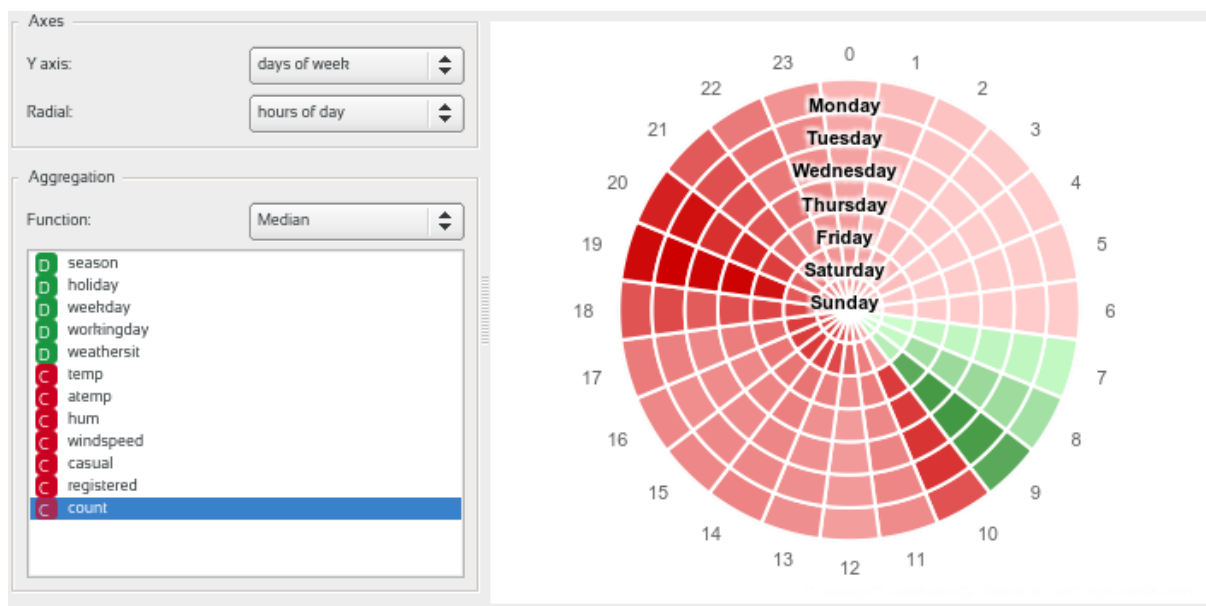 Axes
Y axis:
days of week
Radial:
hours of day
Aggregation
Function:
Median
D season
D holiday
D weekday
D workingday
D weathersit
C temp
C atemp
C hum
C windspeed
C casual
C registered
C count
0
1
2
3
4
5
6
7
8
9
10
11
12
13
14
15
16
17
18
19
20
21
22
23
Monday
Tuesday
Wednesday
Thursday
Friday
Saturday
Sunday